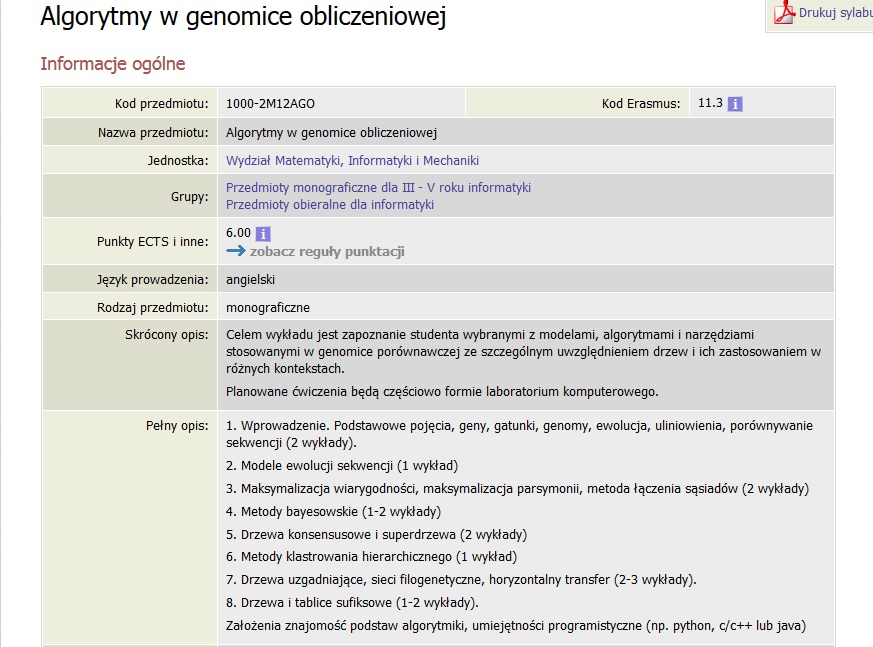 Algorytmy w genomice obliczeniowej
Drukuj sylabu
Informacje ogólne
Kod przedmiotu: 1000-2M12AGO Kod Erasmus: 11.3 i
Nazwa przedmiotu: Algorytmy w genomice obliczeniowej
Jednostka: Wydział Matematyki, Informatyki i Mechaniki
Grupy: Przedmioty monograficzne dla III - V roku informatyki
Przedmioty obieralne dla informatyki
Punkty ECTS i inne: 6.00 i
zobacz reguły punktacji
Język prowadzenia: angielski
Rodzaj przedmiotu: monograficzne
Skrócony opis: Celem wykładu jest zapoznanie studenta wybranymi z modelami, algorytmami i narzędziami
stosowanymi w genomice porównawczej ze szczególnym uwzględnieniem drzew i ich zastosowaniem w
różnych kontekstach.
Planowane ćwiczenia będą częściowo formie laboratorium komputerowego.
Pełny opis: 1. Wprowadzenie. Podstawowe pojęcia, geny, gatunki, genomy, ewolucja, uliniowienia, porównywanie
sekwencji (2 wykłady).
2. Modele ewolucji sekwencji (1 wykład)
3. Maksymalizacja wiarygodności, maksymalizacja parsymonii, metoda łączenia sąsiadów (2 wykłady)
4. Metody bayesowskie (1-2 wykłady)
5. Drzewa konsensusowe i superdrzewa (2 wykłady)
6. Metody klastrowania hierarchicznego (1 wykład)
7. Drzewa uzgadniające, sieci filogenetyczne, horyzontalny transfer (2-3 wykłady).
8. Drzewa i tablice sufiksowe (1-2 wykłady).
Założenia znajomość podstaw algorytmiki, umiejętności programistyczne (np. python, c/c++ lub java)